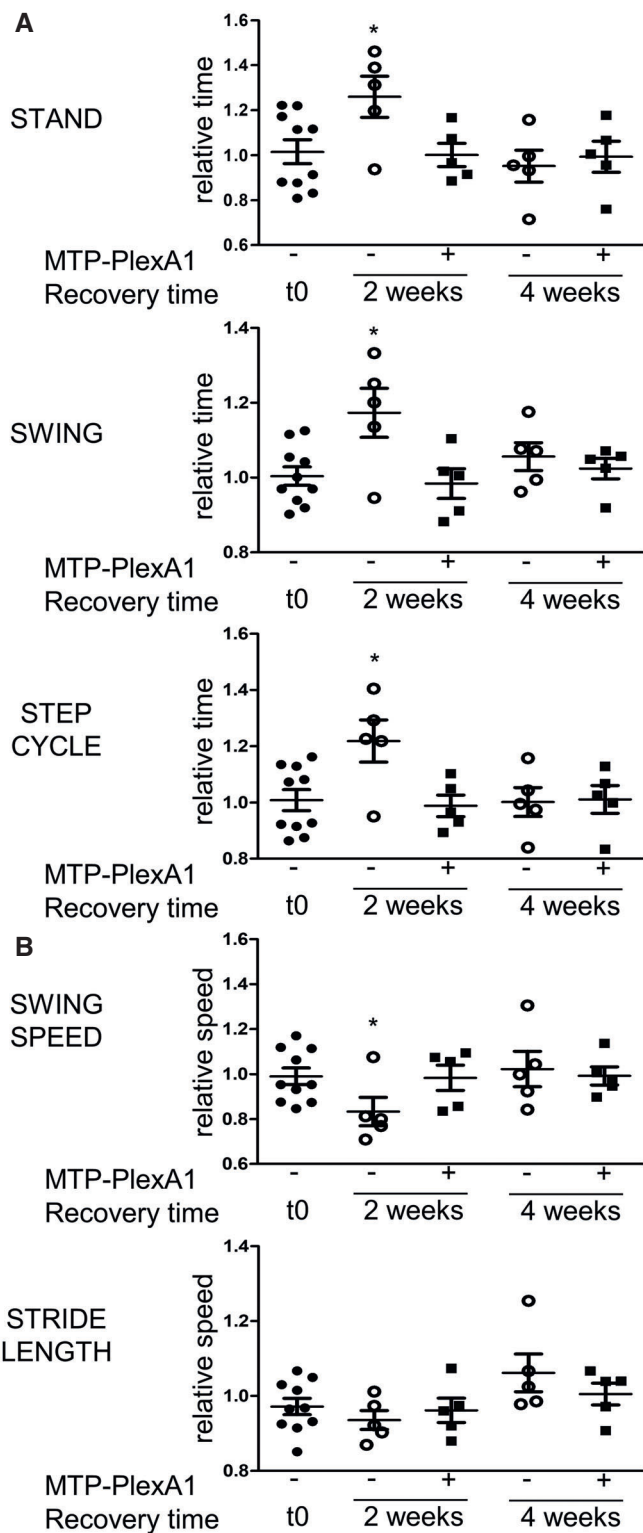 A
STAND
relative time
1.6
1.4
1.2
1.0
0.8
0.6
*
MTP-PlexA1 - - + - +
Recovery time t0 2 weeks 4 weeks
SWING
relative time
1.4
1.2
1.0
0.8
*
MTP-PlexA1 - - + - +
Recovery time t0 2 weeks 4 weeks
STEP
CYCLE
relative time
1.6
1.4
1.2
1.0
0.8
*
MTP-PlexA1 - - + - +
Recovery time t0 2 weeks 4 weeks
B
SWING
SPEED
relative speed
1.6
1.4
1.2
1.0
0.8
0.6
*
MTP-PlexA1 - - + - +
Recovery time t0 2 weeks 4 weeks
STRIDE
LENGTH
relative speed
1.4
1.2
1.0
0.8
MTP-PlexA1 - - + - +
Recovery time t0 2 weeks 4 weeks